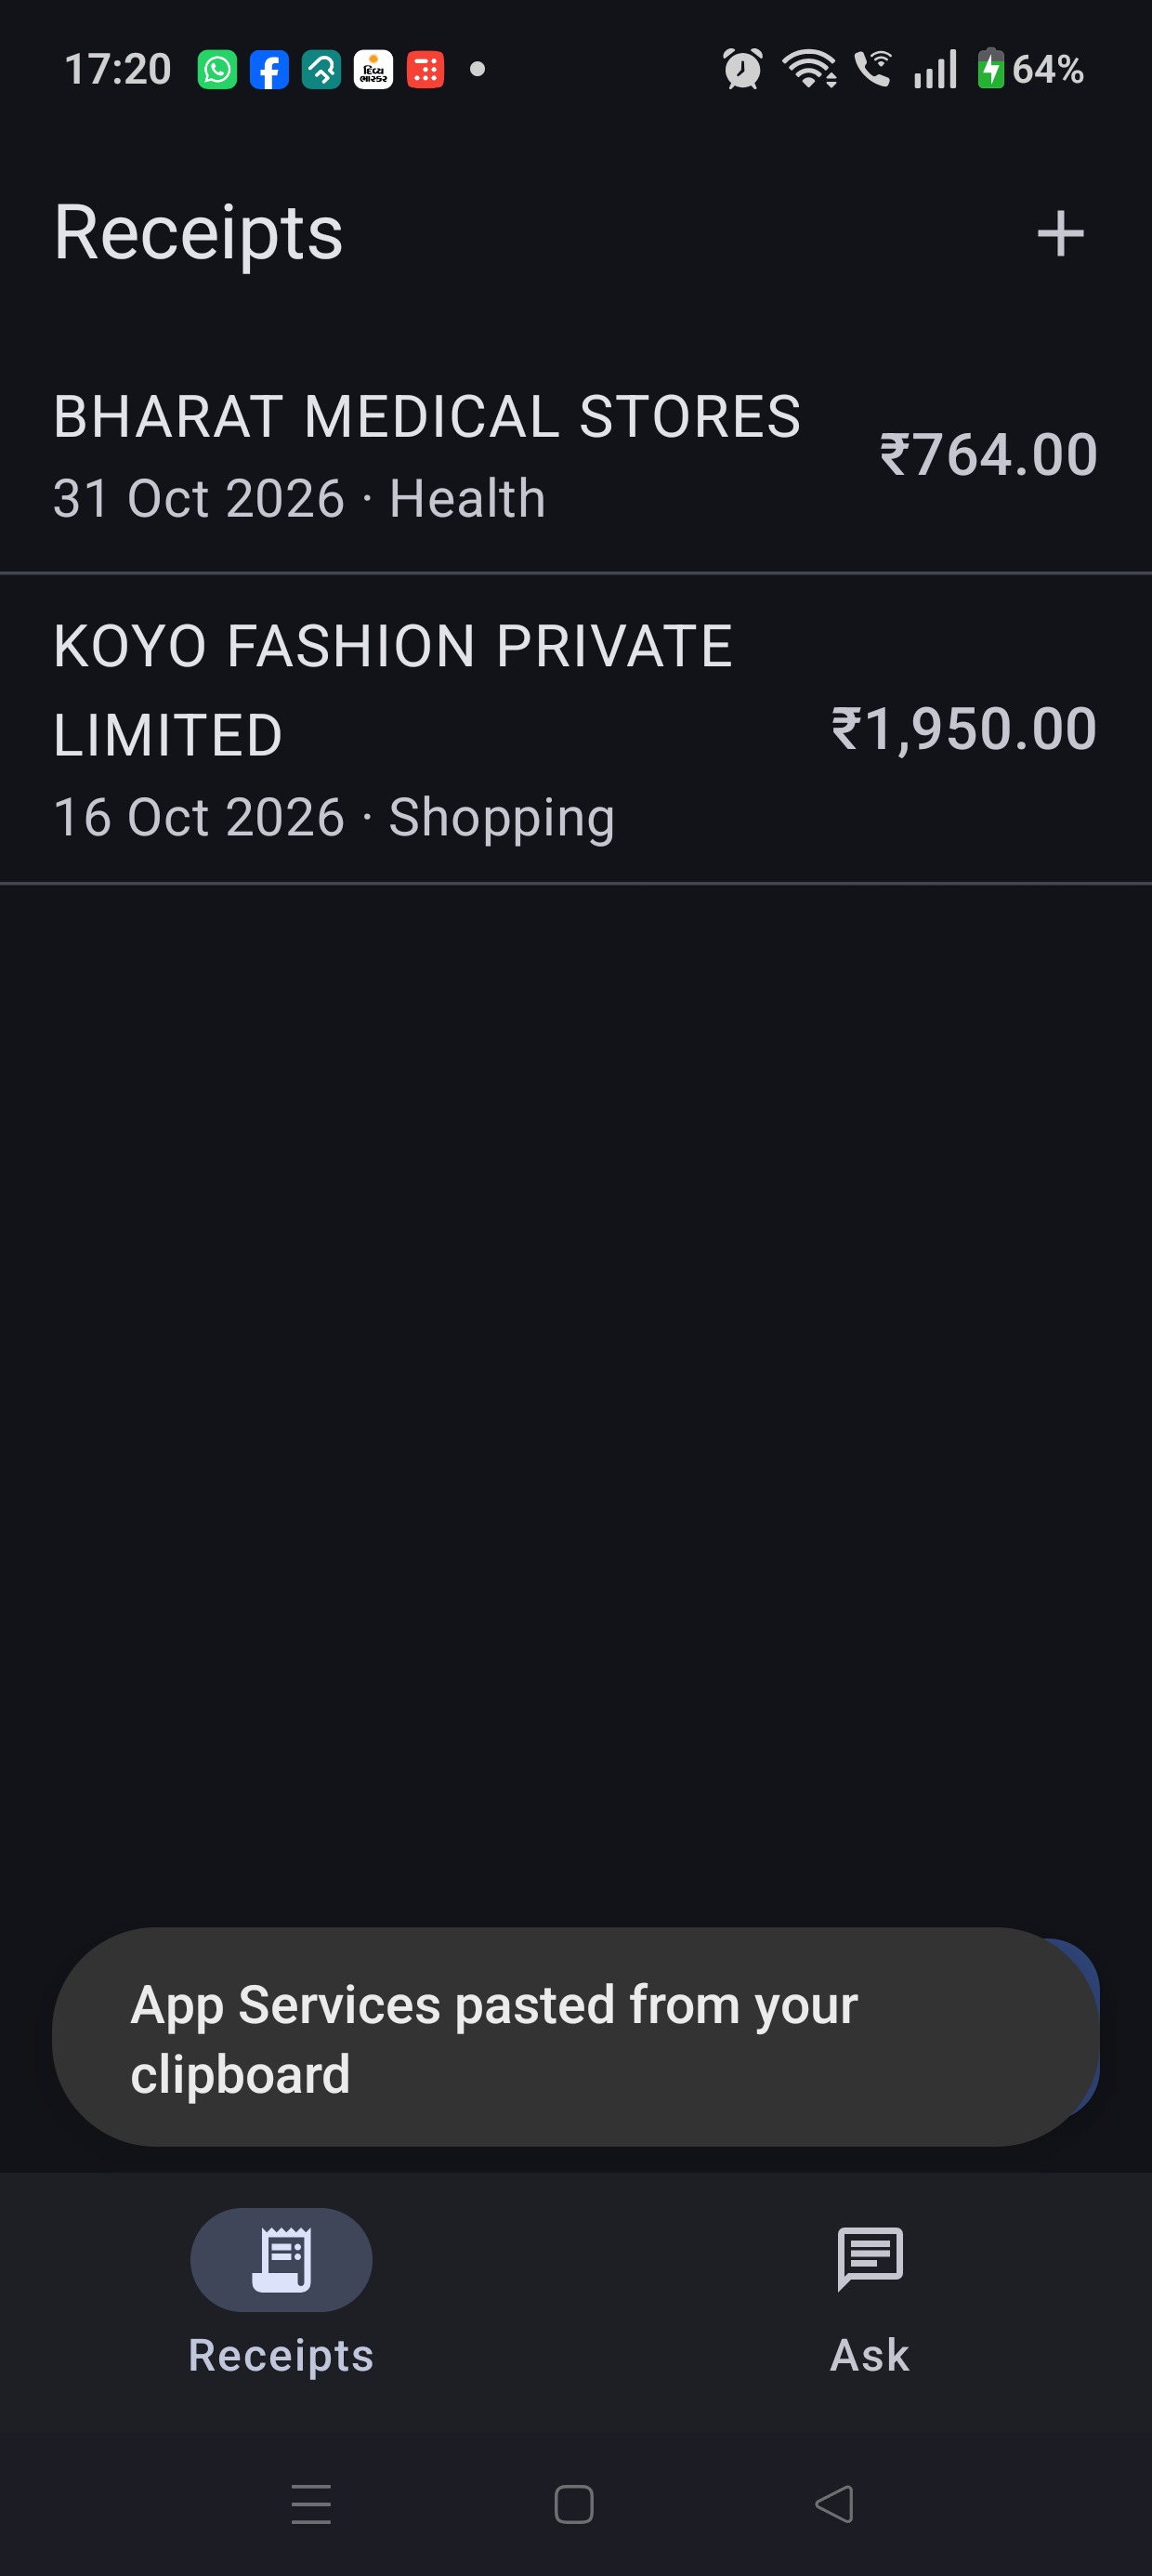 17:20
64%
Receipts
BHARAT MEDICAL STORES
₹764.00
31 Oct 2026 · Health
KOYO FASHION PRIVATE
LIMITED
₹1,950.00
16 Oct 2026 · Shopping
App Services pasted from your
clipboard
Receipts
Ask